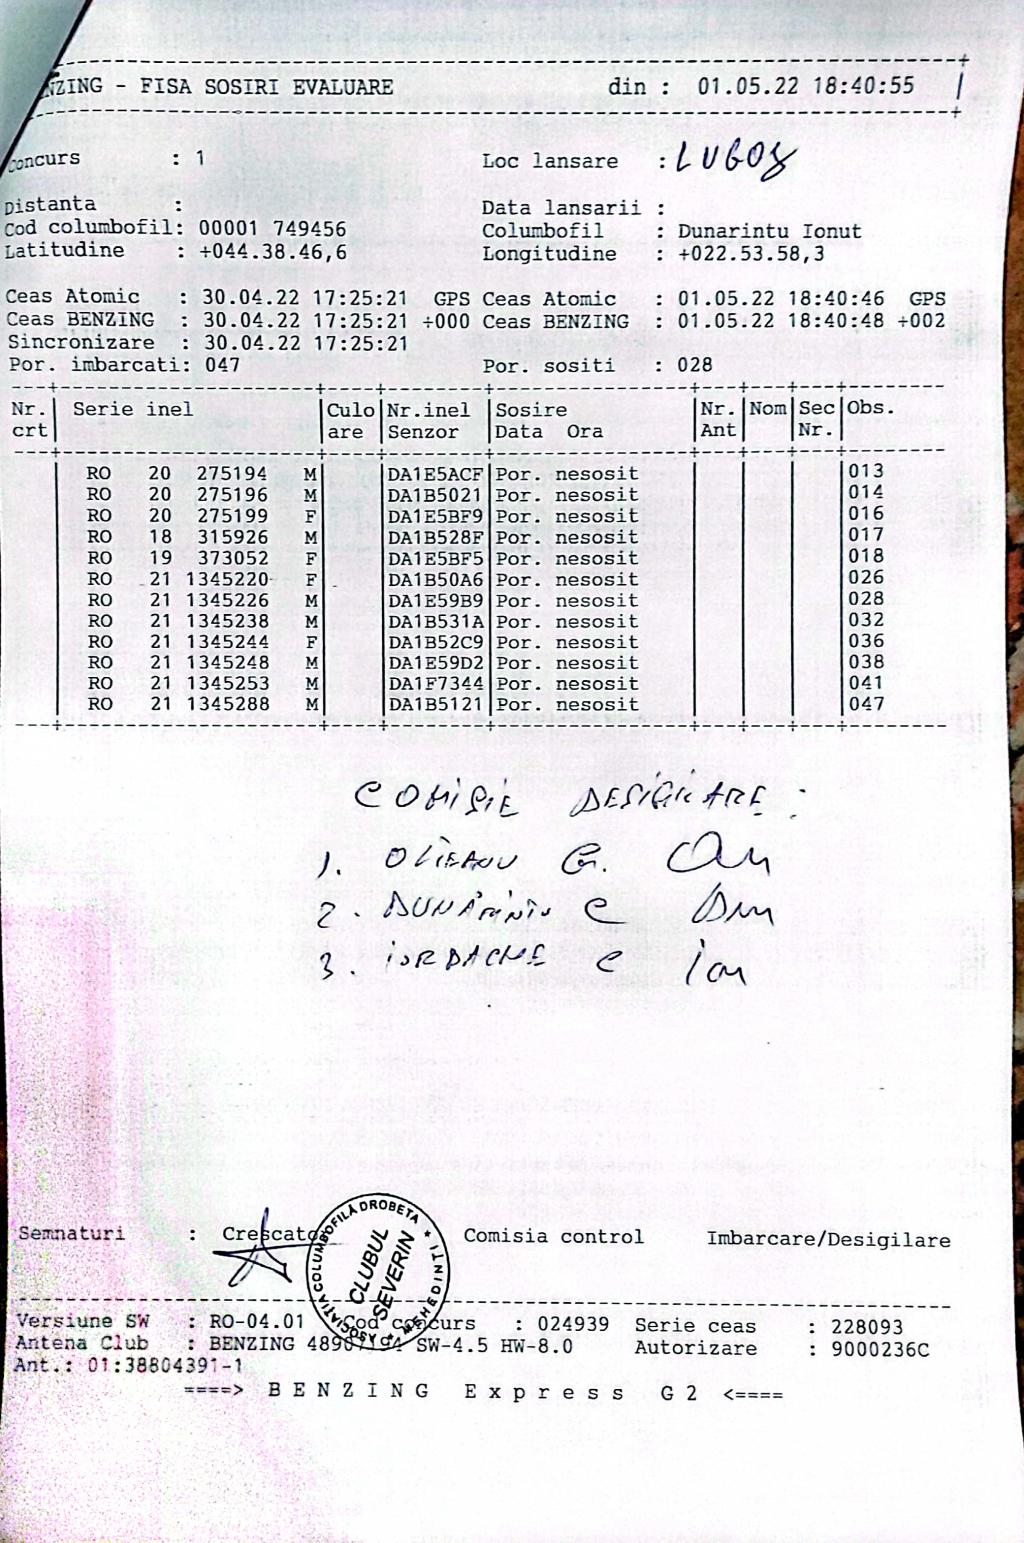 NZING - FISA SOSIRI EVALUARE din : 01.05.22 18:40:55
Concurs : 1 Loc lansare : LUGOJ
Distanta : Data lansarii :
Cod columbofil: 00001 749456 Columbofil : Dunarintu Ionut
Latitudine : +044.38.46,6 Longitudine : +022.53.58,3
Ceas Atomic : 30.04.22 17:25:21 GPS Ceas Atomic : 01.05.22 18:40:46 GPS
Ceas BENZING : 30.04.22 17:25:21 +000 Ceas BENZING : 01.05.22 18:40:48 +002
Sincronizare : 30.04.22 17:25:21
Por. imbarcati: 047 Por. sositi : 028
Nr. Serie inel Culo Nr.inel Sosire Nr. Nom Sec Obs.
crt are Senzor Data Ora Ant Nr.
RO 20 275194 M DA1E5ACF Por. nesosit 013
RO 20 275196 M DA1B5021 Por. nesosit 014
RO 20 275199 F DA1E5BF9 Por. nesosit 016
RO 18 315926 M DA1B528F Por. nesosit 017
RO 19 373052 F DA1E5BF5 Por. nesosit 018
RO 21 1345220 F DA1B50A6 Por. nesosit 026
RO 21 1345226 M DA1E59B9 Por. nesosit 028
RO 21 1345238 M DA1B531A Por. nesosit 032
RO 21 1345244 F DA1B52C9 Por. nesosit 036
RO 21 1345248 M DA1E59D2 Por. nesosit 038
RO 21 1345253 M DA1F7344 Por. nesosit 041
RO 21 1345288 M DA1B5121 Por. nesosit 047
COMISIE DESIGILARE :
1. OLTEANU G.
2. DUNARINTU C
3. IORDACHE C
Semnaturi : Crescator Comisia control Imbarcare/Desigilare
ASOCIATIA COLUMBOFILĂ DROBETA * MEHEDINTI *
CLUBUL
SEVERIN
Versiune SW : RO-04.01 Cod concurs : 024939 Serie ceas : 228093
Antena Club : BENZING SW-4.5 HW-8.0 Autorizare : 9000236C
Ant.: 01:38804391-1
====> B E N Z I N G E x p r e s s G 2 <====